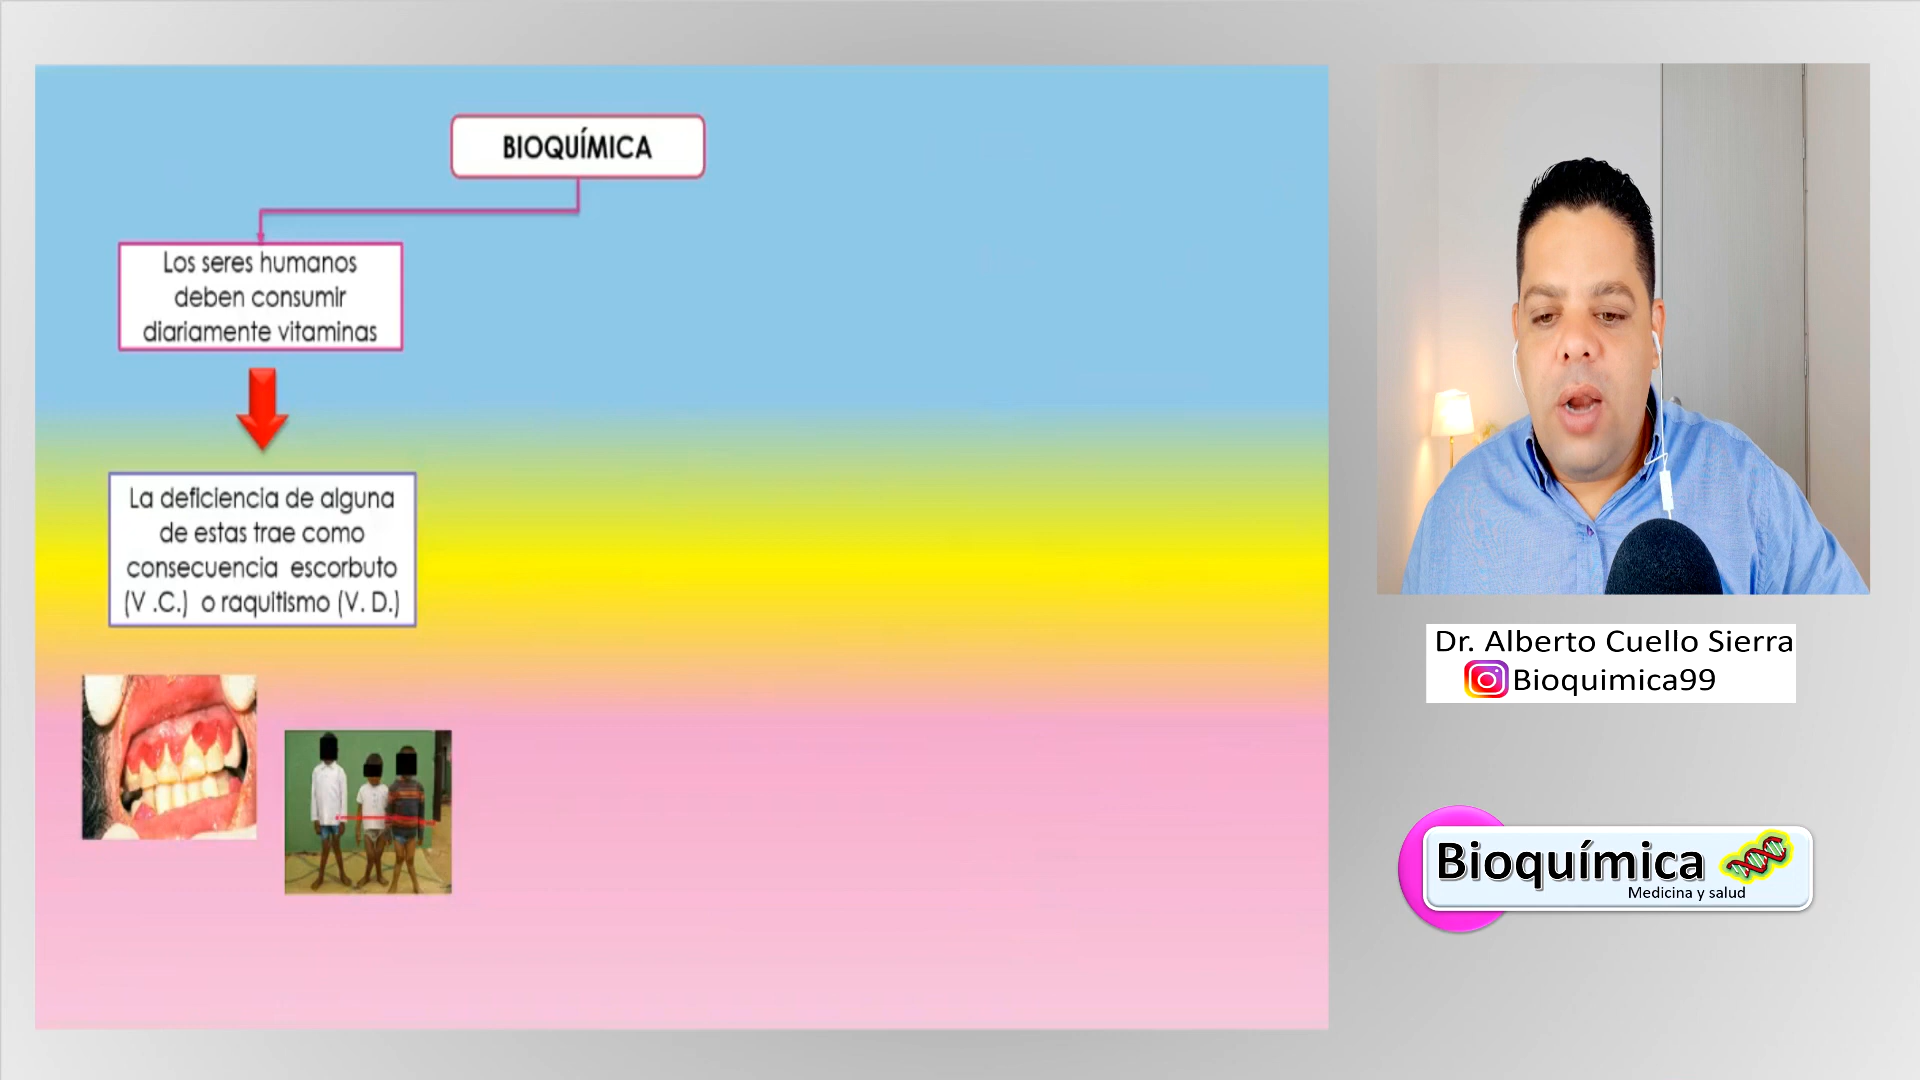 BIOQUÍMICA
Los seres humanos
deben consumir
diariamente vitaminas
La deficiencia de alguna
de estas trae como
consecuencia escorbuto
(V .C.) o raquitismo (V. D.)
Dr. Alberto Cuello Sierra
Bioquimica99
Bioquímica
Medicina y salud